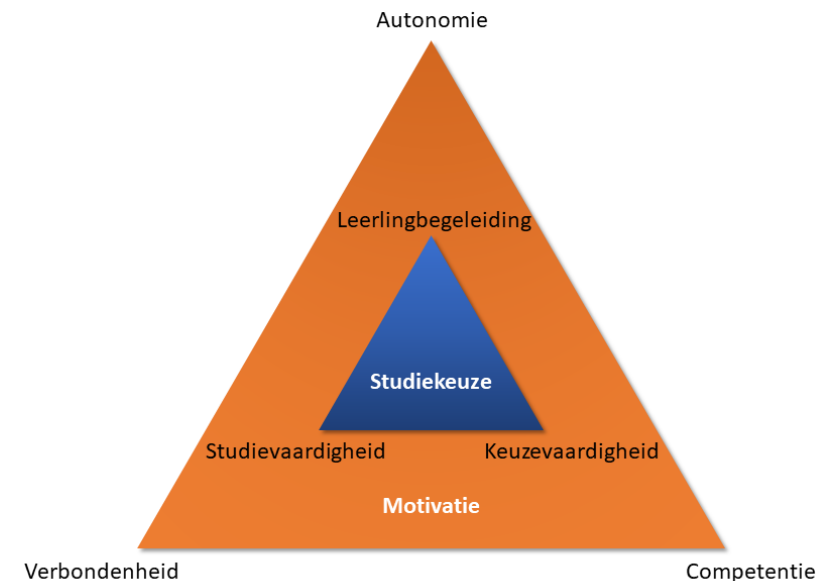 Autonomie
Leerlingbegeleiding
Studiekeuze
Studievaardigheid
Keuzevaardigheid
Motivatie
Verbondenheid
Competentie